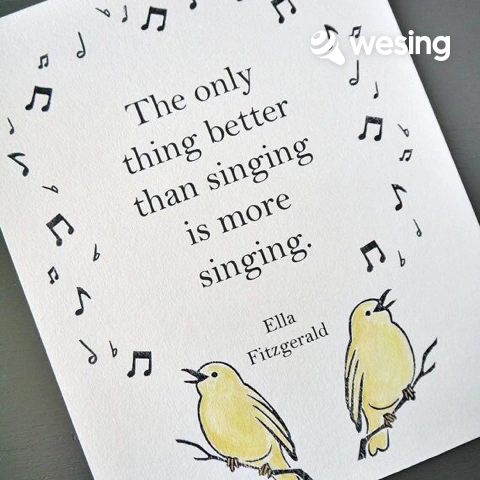 wesing
The only
thing better
than singing
is more
singing.
Ella
Fitzgerald